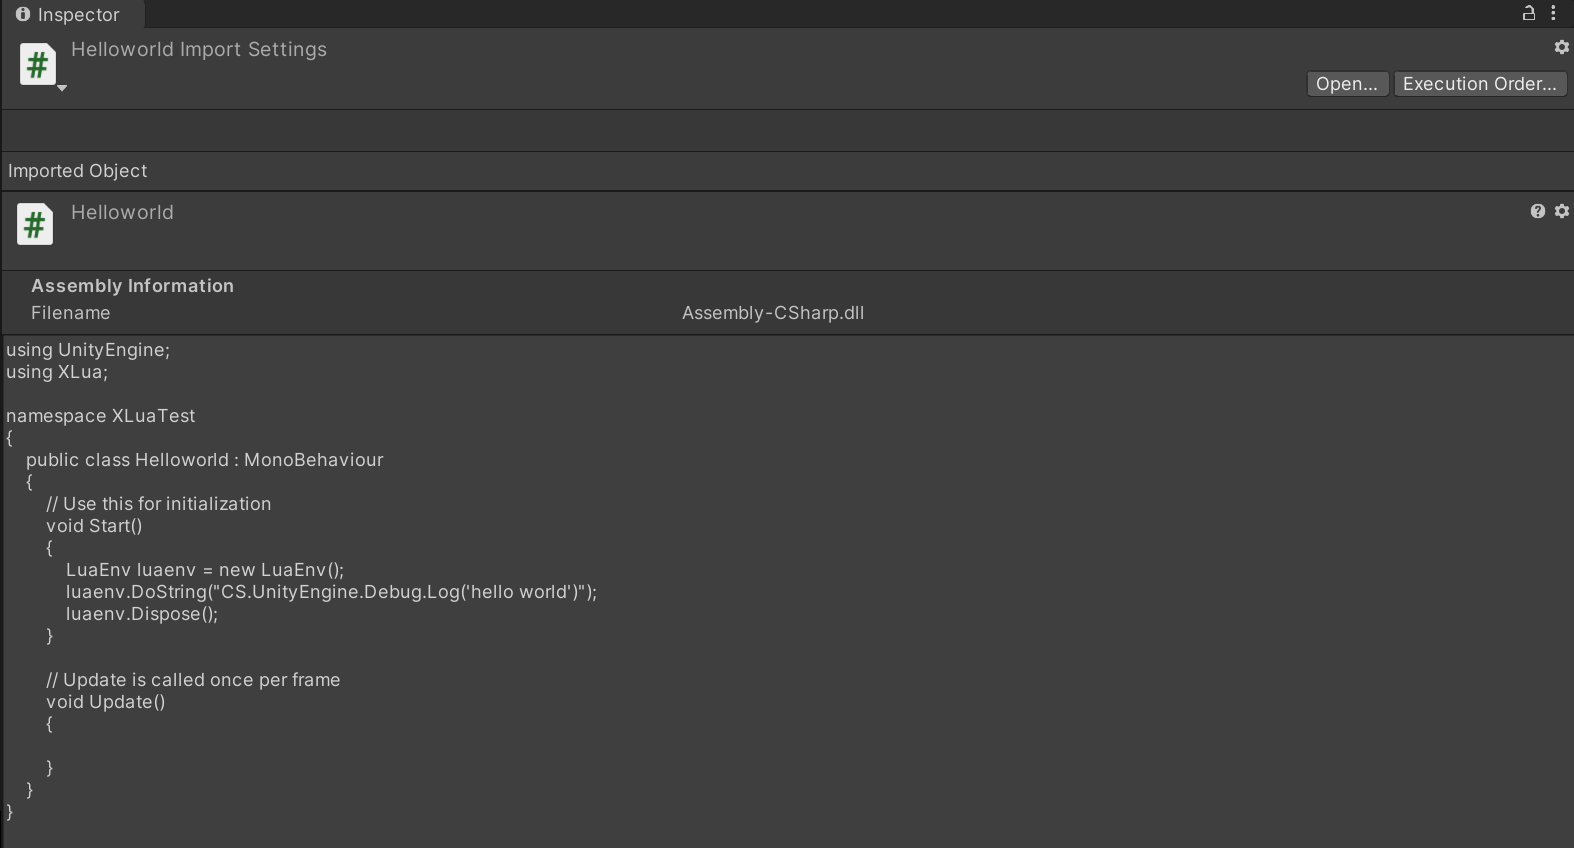 Inspector
Helloworld Import Settings
Open...
Execution Order...
Imported Object
Helloworld
Assembly Information
Filename Assembly-CSharp.dll
using UnityEngine;
using XLua;
namespace XLuaTest
{
public class Helloworld : MonoBehaviour
{
// Use this for initialization
void Start()
{
LuaEnv luaenv = new LuaEnv();
luaenv.DoString("CS.UnityEngine.Debug.Log('hello world')");
luaenv.Dispose();
}
// Update is called once per frame
void Update()
{
}
}
}